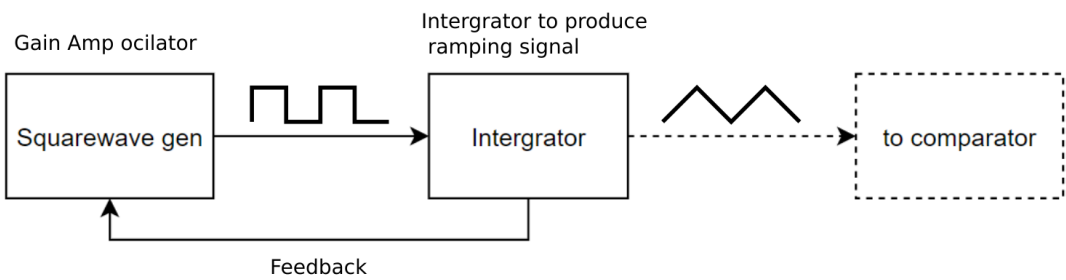 Gain Amp ocilator
Intergrator to produce
ramping signal
Squarewave gen
Intergrator
to comparator
Feedback